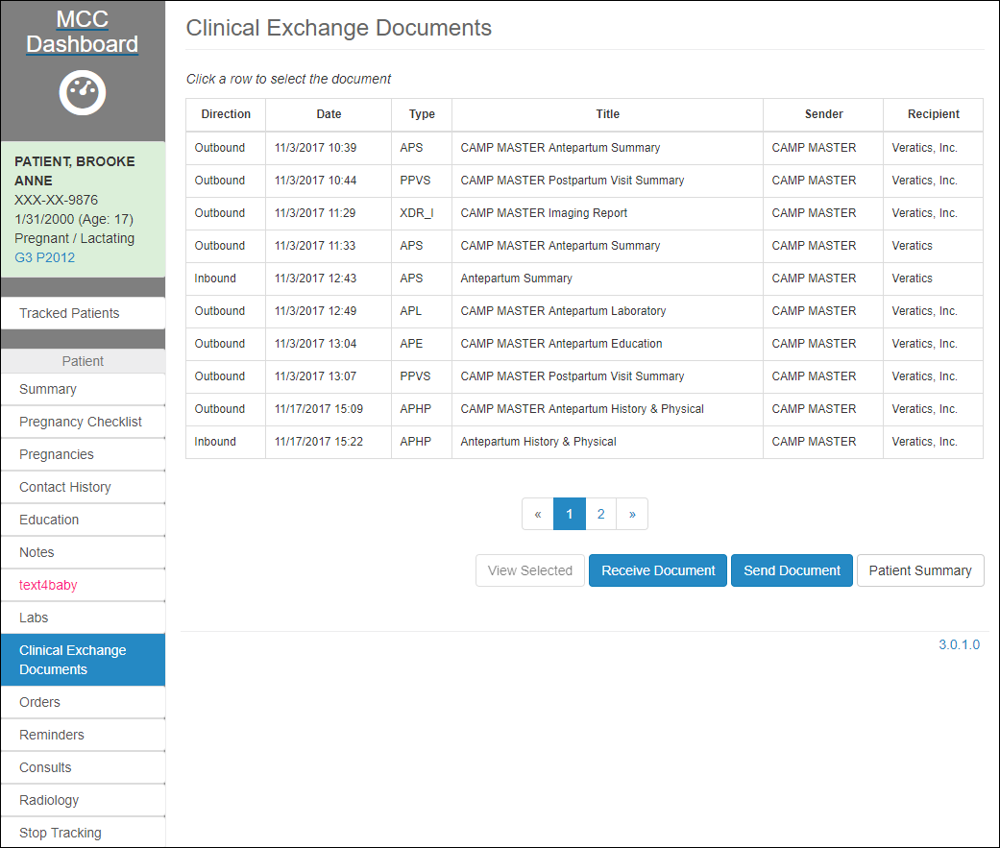 MCC
Dashboard
PATIENT, BROOKE
ANNE
XXX-XX-9876
1/31/2000 (Age: 17)
Pregnant / Lactating
G3 P2012
Tracked Patients
Patient
Summary
Pregnancy Checklist
Pregnancies
Contact History
Education
Notes
text4baby
Labs
Clinical Exchange
Documents
Orders
Reminders
Consults
Radiology
Stop Tracking
Clinical Exchange Documents
Click a row to select the document
Direction Date Type Title Sender Recipient
Outbound 11/3/2017 10:39 APS CAMP MASTER Antepartum Summary CAMP MASTER Veratics, Inc.
Outbound 11/3/2017 10:44 PPVS CAMP MASTER Postpartum Visit Summary CAMP MASTER Veratics, Inc.
Outbound 11/3/2017 11:29 XDR_I CAMP MASTER Imaging Report CAMP MASTER Veratics, Inc.
Outbound 11/3/2017 11:33 APS CAMP MASTER Antepartum Summary CAMP MASTER Veratics
Inbound 11/3/2017 12:43 APS Antepartum Summary CAMP MASTER Veratics
Outbound 11/3/2017 12:49 APL CAMP MASTER Antepartum Laboratory CAMP MASTER Veratics, Inc.
Outbound 11/3/2017 13:04 APE CAMP MASTER Antepartum Education CAMP MASTER Veratics, Inc.
Outbound 11/3/2017 13:07 PPVS CAMP MASTER Postpartum Visit Summary CAMP MASTER Veratics, Inc.
Outbound 11/17/2017 15:09 APHP CAMP MASTER Antepartum History & Physical CAMP MASTER Veratics, Inc.
Inbound 11/17/2017 15:22 APHP Antepartum History & Physical CAMP MASTER Veratics, Inc.
« 1 2 »
View Selected Receive Document Send Document Patient Summary
3.0.1.0